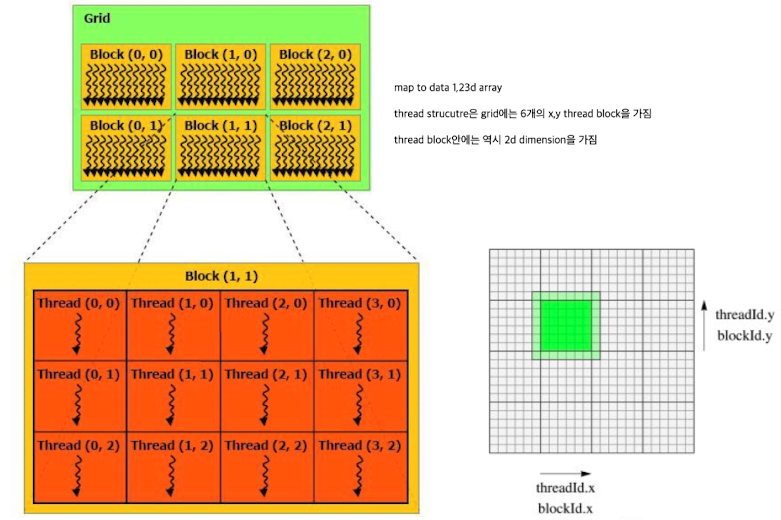 Grid
Block (0, 0) Block (1, 0) Block (2, 0)
Block (0, 1) Block (1, 1) Block (2, 1)
map to data 1,23d array
thread strucutre은 grid에는 6개의 x,y thread block을 가짐
thread block안에는 역시 2d dimension을 가짐
Block (1, 1)
Thread (0, 0) Thread (1, 0) Thread (2, 0) Thread (3, 0)
Thread (0, 1) Thread (1, 1) Thread (2, 1) Thread (3, 1)
Thread (0, 2) Thread (1, 2) Thread (2, 2) Thread (3, 2)
threadId.y
blockId.y
threadId.x
blockId.x